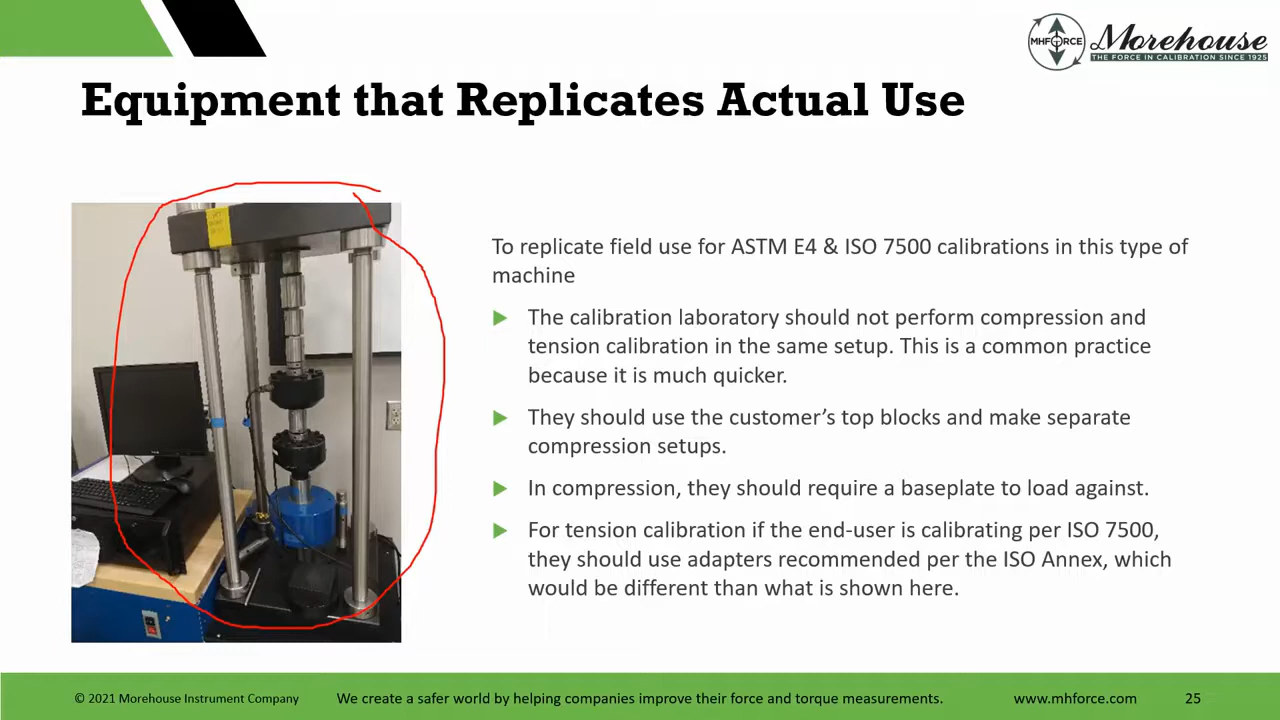 MHFORCE
Morehouse
THE FORCE IN CALIBRATION SINCE 1925
Equipment that Replicates Actual Use
To replicate field use for ASTM E4 & ISO 7500 calibrations in this type of
machine
The calibration laboratory should not perform compression and
tension calibration in the same setup. This is a common practice
because it is much quicker.
They should use the customer’s top blocks and make separate
compression setups.
In compression, they should require a baseplate to load against.
For tension calibration if the end-user is calibrating per ISO 7500,
they should use adapters recommended per the ISO Annex, which
would be different than what is shown here.
© 2021 Morehouse Instrument Company
We create a safer world by helping companies improve their force and torque measurements.
www.mhforce.com
25